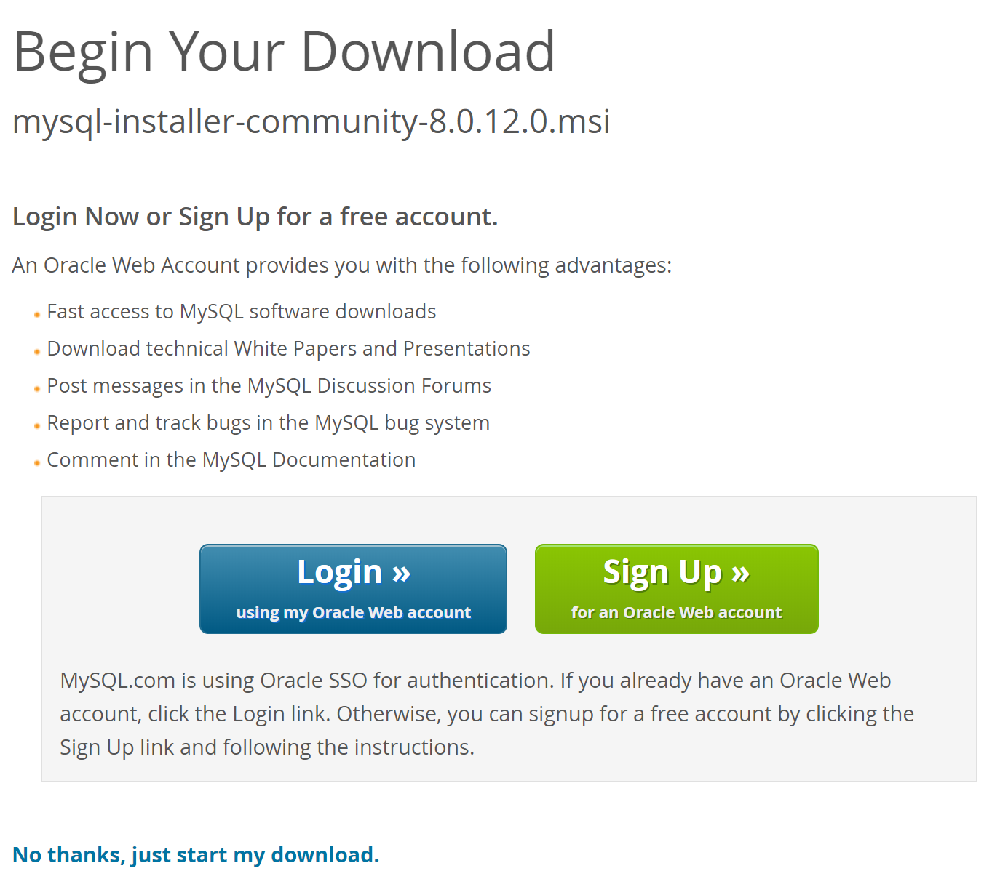 Begin Your Download
mysql-installer-community-8.0.12.0.msi
Login Now or Sign Up for a free account.
An Oracle Web Account provides you with the following advantages:
Fast access to MySQL software downloads
Download technical White Papers and Presentations
Post messages in the MySQL Discussion Forums
Report and track bugs in the MySQL bug system
Comment in the MySQL Documentation
Login »
using my Oracle Web account
Sign Up »
for an Oracle Web account
MySQL.com is using Oracle SSO for authentication. If you already have an Oracle Web
account, click the Login link. Otherwise, you can signup for a free account by clicking the
Sign Up link and following the instructions.
No thanks, just start my download.